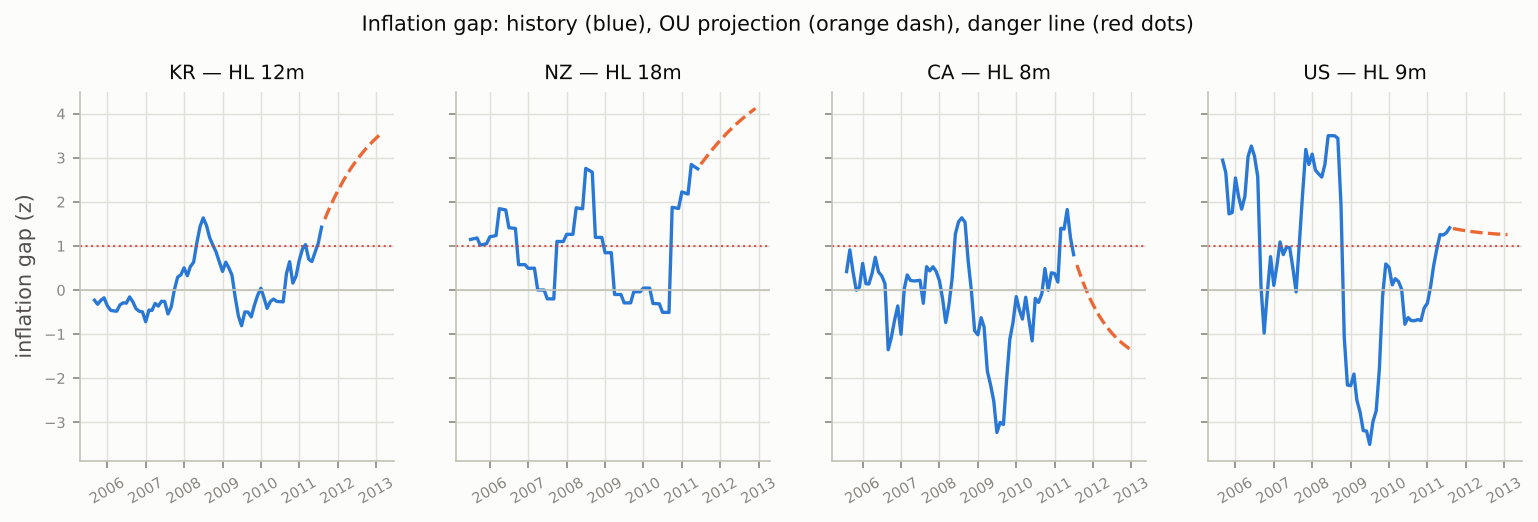 Inflation gap: history (blue), OU projection (orange dash), danger line (red dots)
KR — HL 12m
NZ — HL 18m
CA — HL 8m
US — HL 9m
inflation gap (z)
4
3
2
1
0
−1
−2
−3
2006 2007 2008 2009 2010 2011 2012 2013
2006 2007 2008 2009 2010 2011 2012 2013
2006 2007 2008 2009 2010 2011 2012 2013
2006 2007 2008 2009 2010 2011 2012 2013